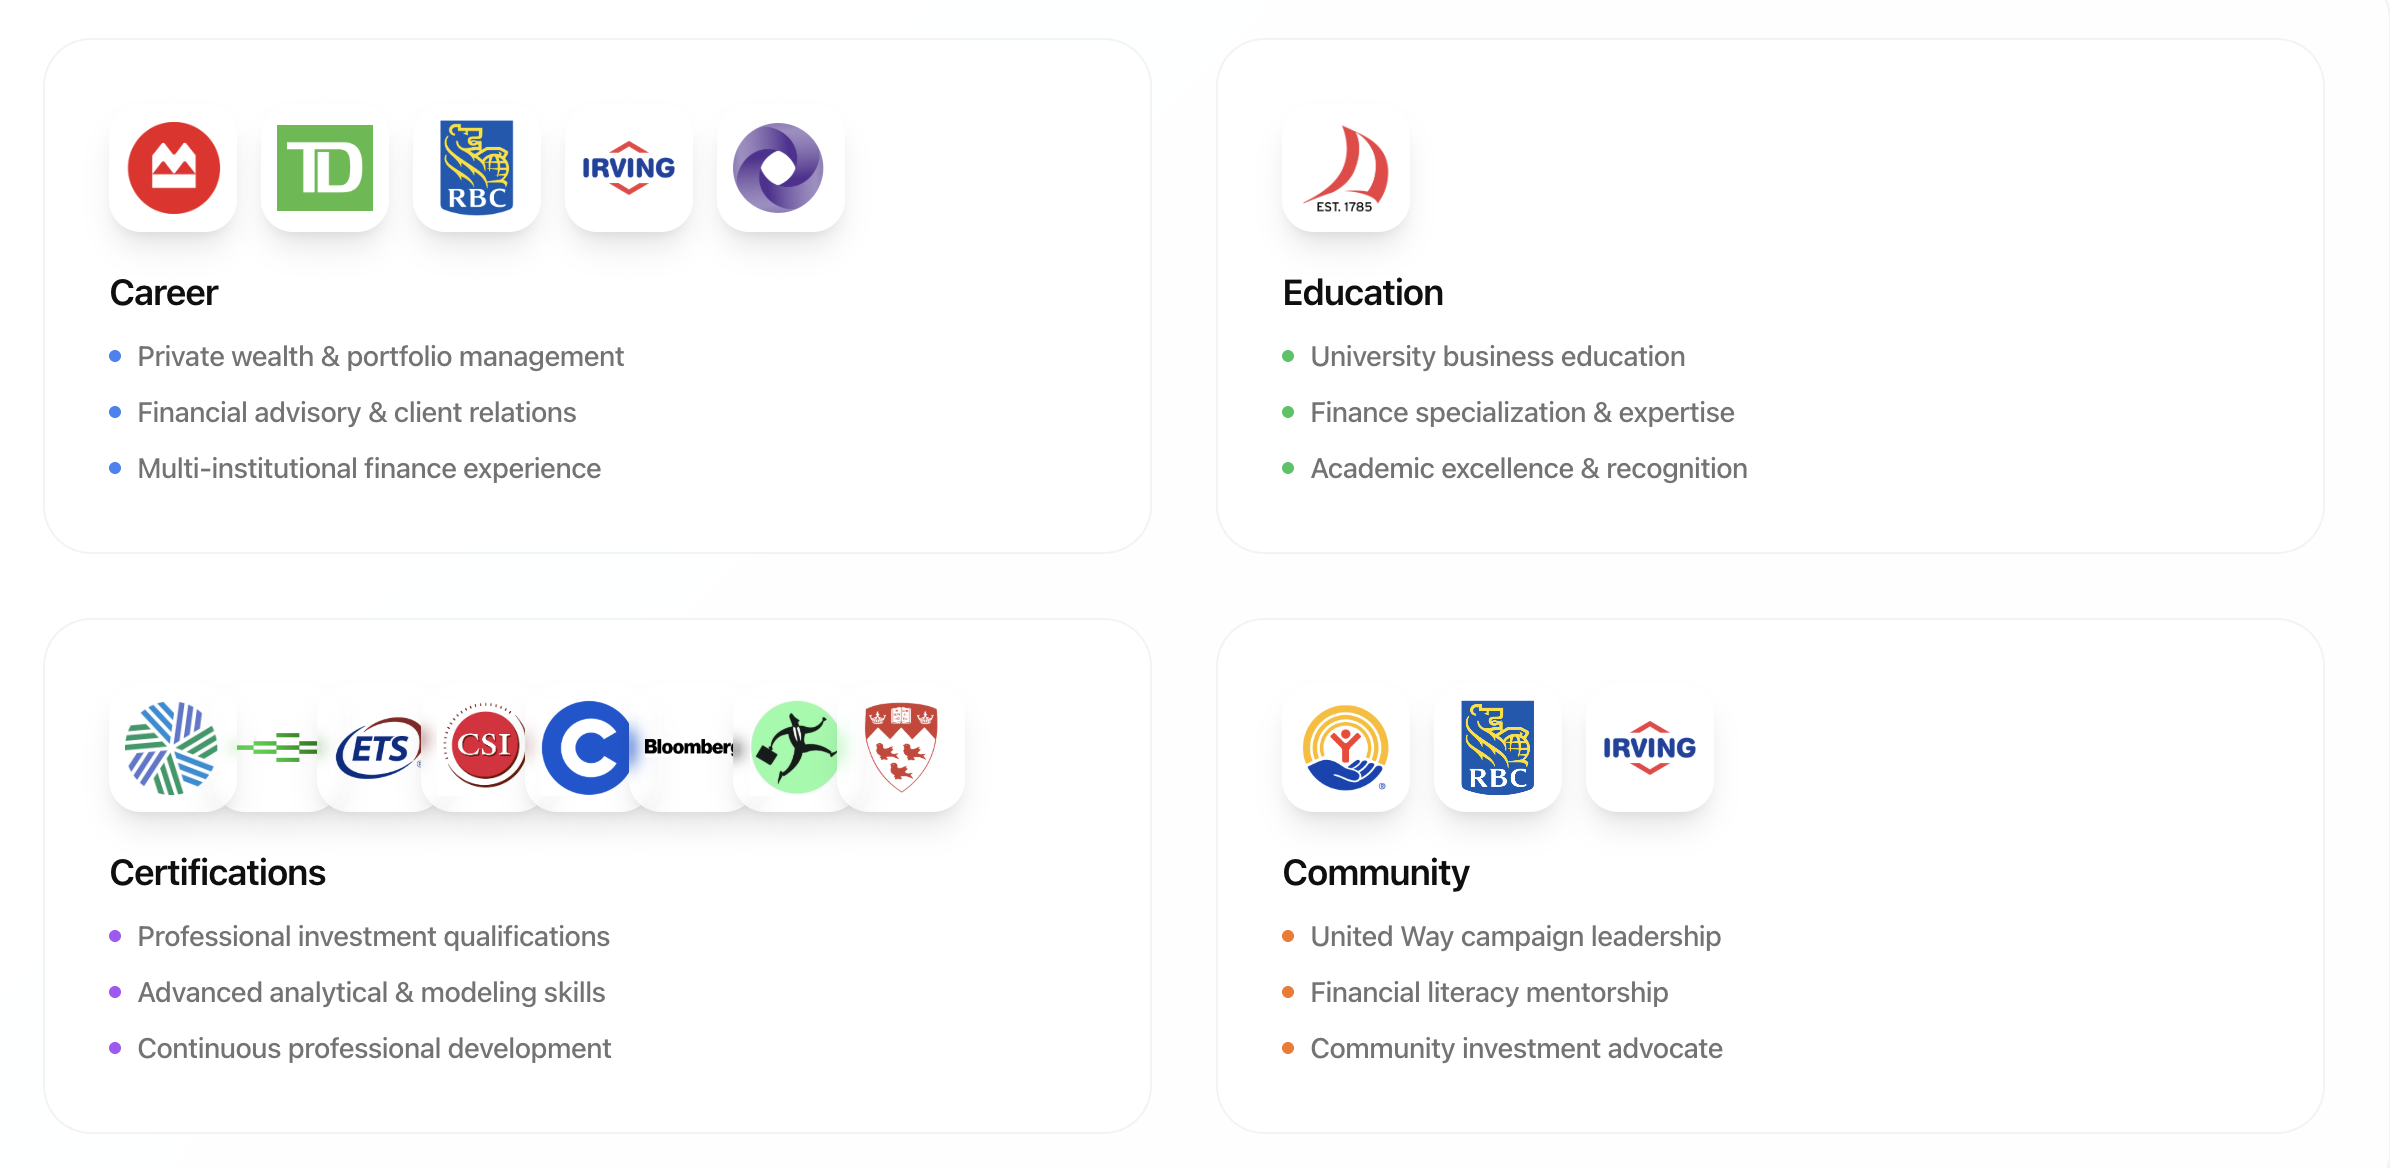 TD
RBC
IRVING
Career
Private wealth & portfolio management
Financial advisory & client relations
Multi-institutional finance experience
EST. 1785
Education
University business education
Finance specialization & expertise
Academic excellence & recognition
ETS
CSI
C
Bloomberg
Certifications
Professional investment qualifications
Advanced analytical & modeling skills
Continuous professional development
RBC
IRVING
Community
United Way campaign leadership
Financial literacy mentorship
Community investment advocate